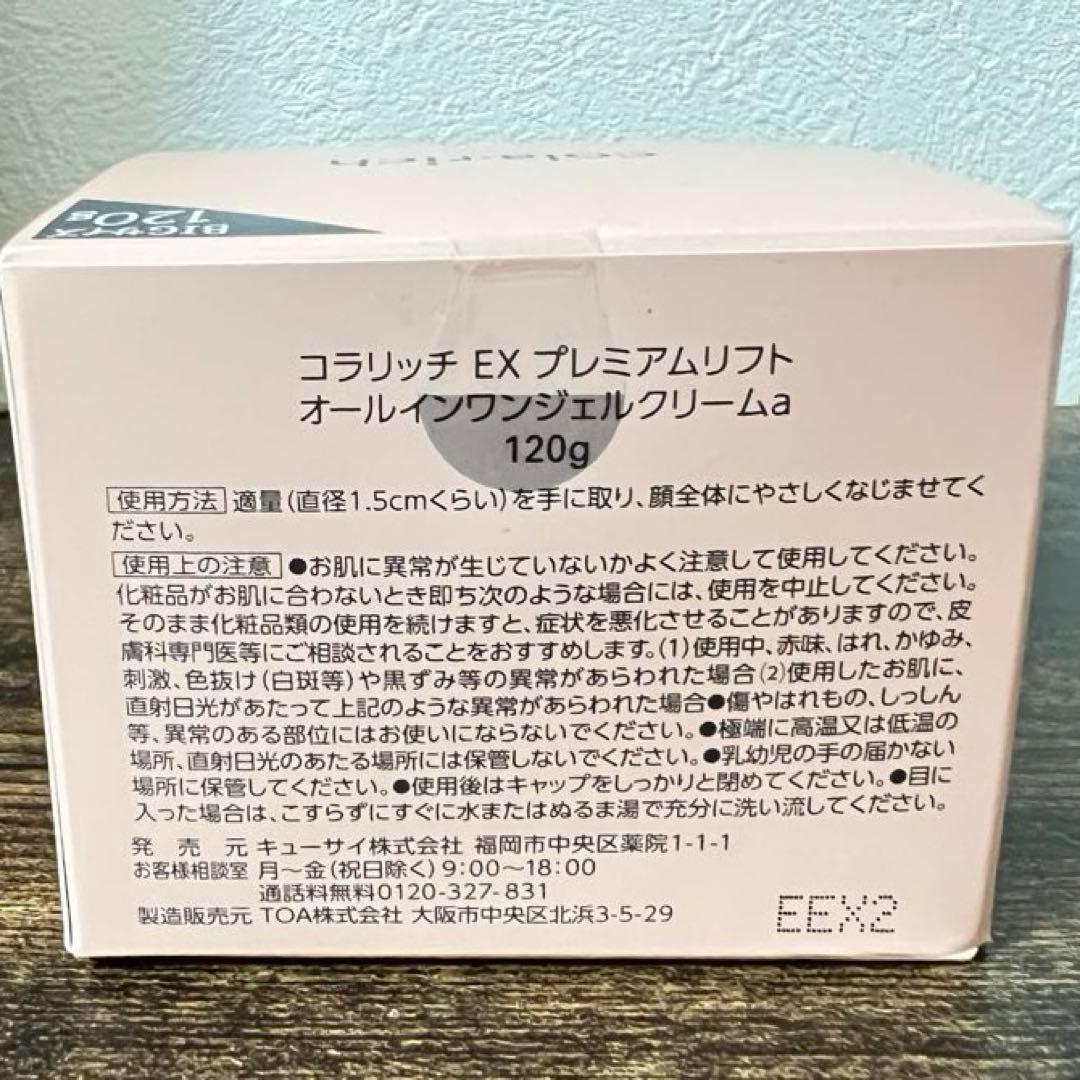 cola-rich
BIGサイズ
120g
コラリッチ EX プレミアムリフト
オールインワンジェルクリームa
120g
使用方法 適量(直径1.5cmくらい)を手に取り、顔全体にやさしくなじませてく
ださい。
使用上の注意 ●お肌に異常が生じていないかよく注意して使用してください。
化粧品がお肌に合わないとき即ち次のような場合には、使用を中止してください。
そのまま化粧品類の使用を続けますと、症状を悪化させることがありますので、皮
膚科専門医等にご相談されることをおすすめします。(1)使用中、赤味、はれ、かゆみ、
刺激、色抜け(白斑等)や黒ずみ等の異常があらわれた場合(2)使用したお肌に、
直射日光があたって上記のような異常があらわれた場合●傷やはれもの、しっしん
等、異常のある部位にはお使いにならないでください。●極端に高温又は低温の
場所、直射日光のあたる場所には保管しないでください。●乳幼児の手の届かない
場所に保管してください。●使用後はキャップをしっかりと閉めてください。●目に
入った場合は、こすらずにすぐに水またはぬるま湯で充分に洗い流してください。
発売元 キューサイ株式会社 福岡市中央区薬院1-1-1
お客様相談室 月～金(祝日除く)9:00～18:00
通話料無料0120-327-831
製造販売元 TOA株式会社 大阪市中央区北浜3-5-29
EEX2